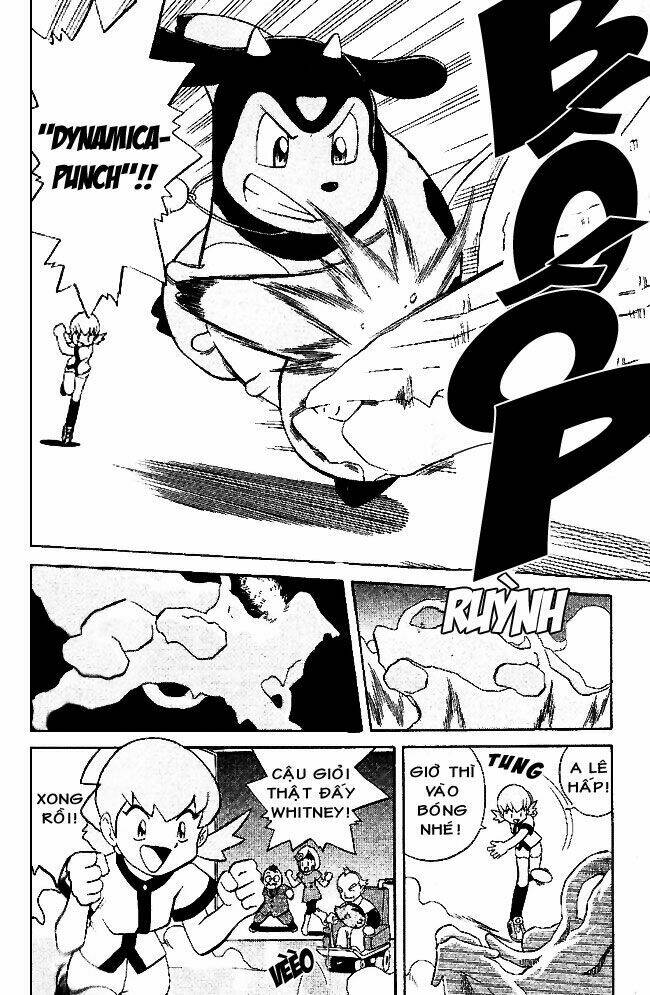 "DYNAMICA-
PUNCH"!!
BỐỐP
RUỲNH
XONG
RỒI!
CẬU GIỎI
THẬT ĐẤY
WHITNEY!
VÈÈO
GIỜ THÌ
VÀO
BÓNG
NHÉ!
TUNG
A LÊ
HẤP!